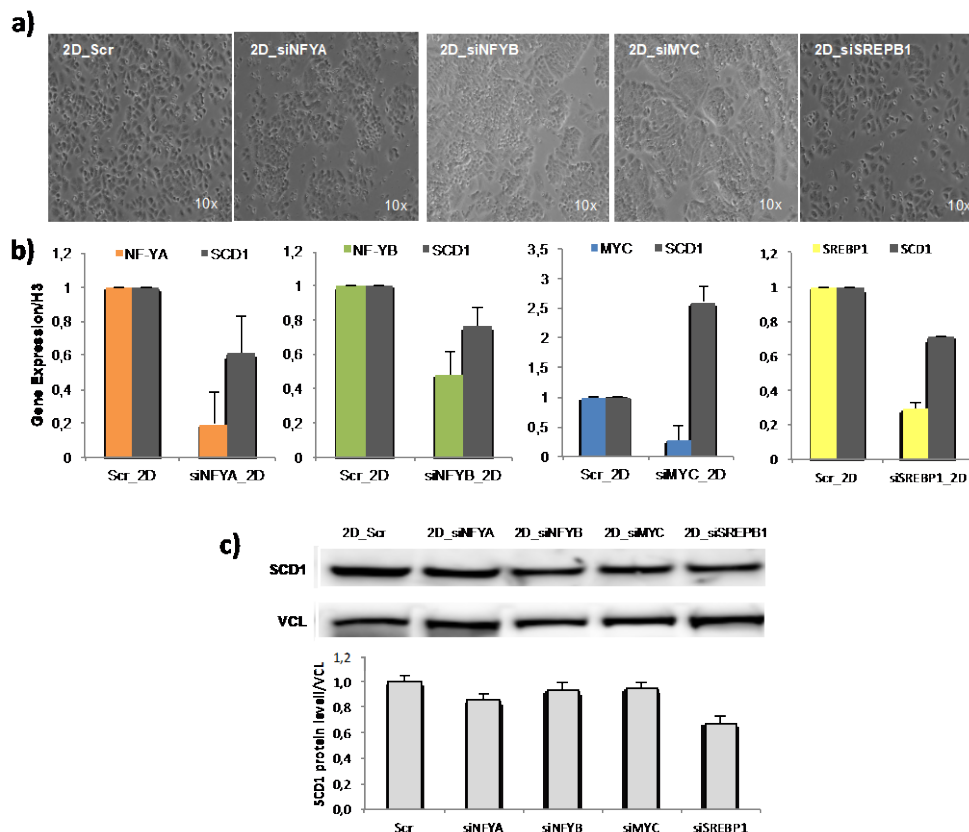 a)
2D_Scr 2D_siNFYA 2D_siNFYB 2D_siMYC 2D_siSREPB1
10x 10x 10x 10x 10x
b)
Gene Expression/H3
NF-YA SCD1
1,2
1
0,8
0,6
0,4
0,2
0
Scr_2D siNFYA_2D
NF-YB SCD1
1,2
1
0,8
0,6
0,4
0,2
0
Scr_2D siNFYB_2D
MYC SCD1
3,5
3
2,5
2
1,5
1
0,5
0
Scr_2D siMYC_2D
SREBP1 SCD1
1,2
1
0,8
0,6
0,4
0,2
0
Scr_2D siSREBP1_2D
c)
2D_Scr 2D_siNFYA 2D_siNFYB 2D_siMYC 2D_siSREPB1
SCD1
VCL
SCD1 protein levell/VCL
1,2
1,0
0,8
0,6
0,4
0,2
0,0
Scr siNFYA siNFYB siMYC siSREBP1